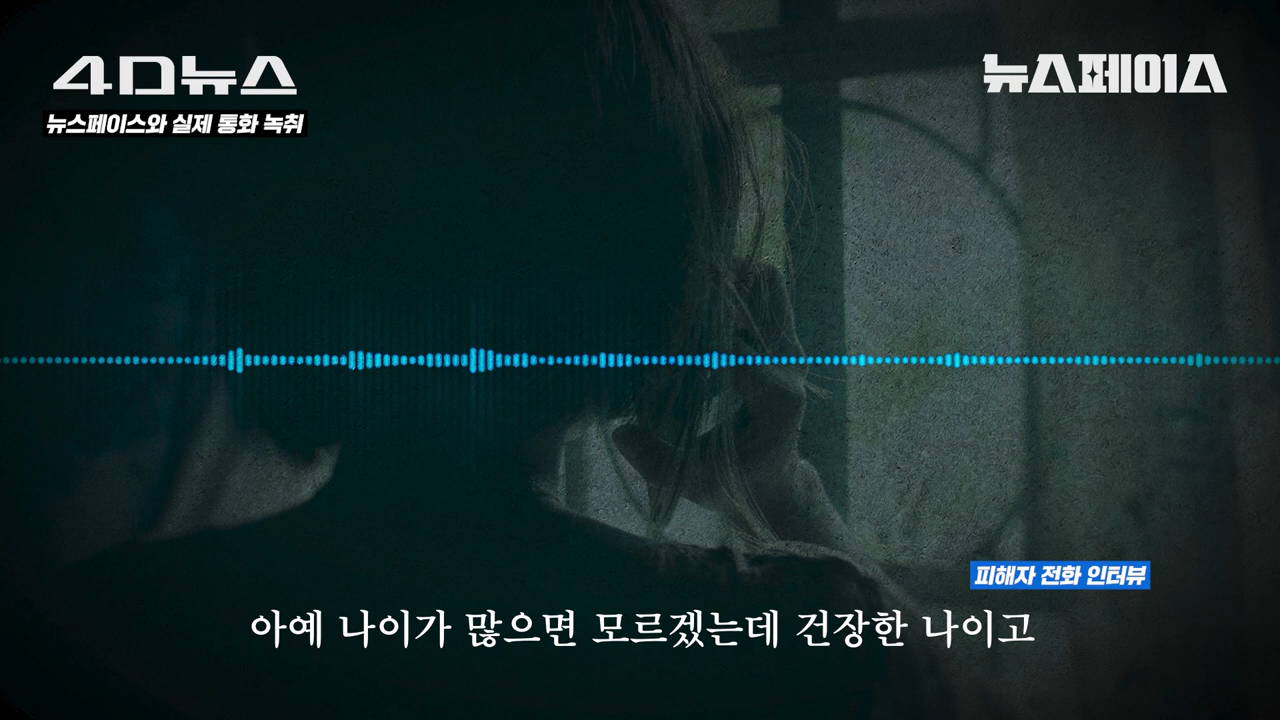 4D뉴스
뉴스페이스
뉴스페이스와 실제 통화 녹취
피해자 전화 인터뷰
아예 나이가 많으면 모르겠는데 건장한 나이고